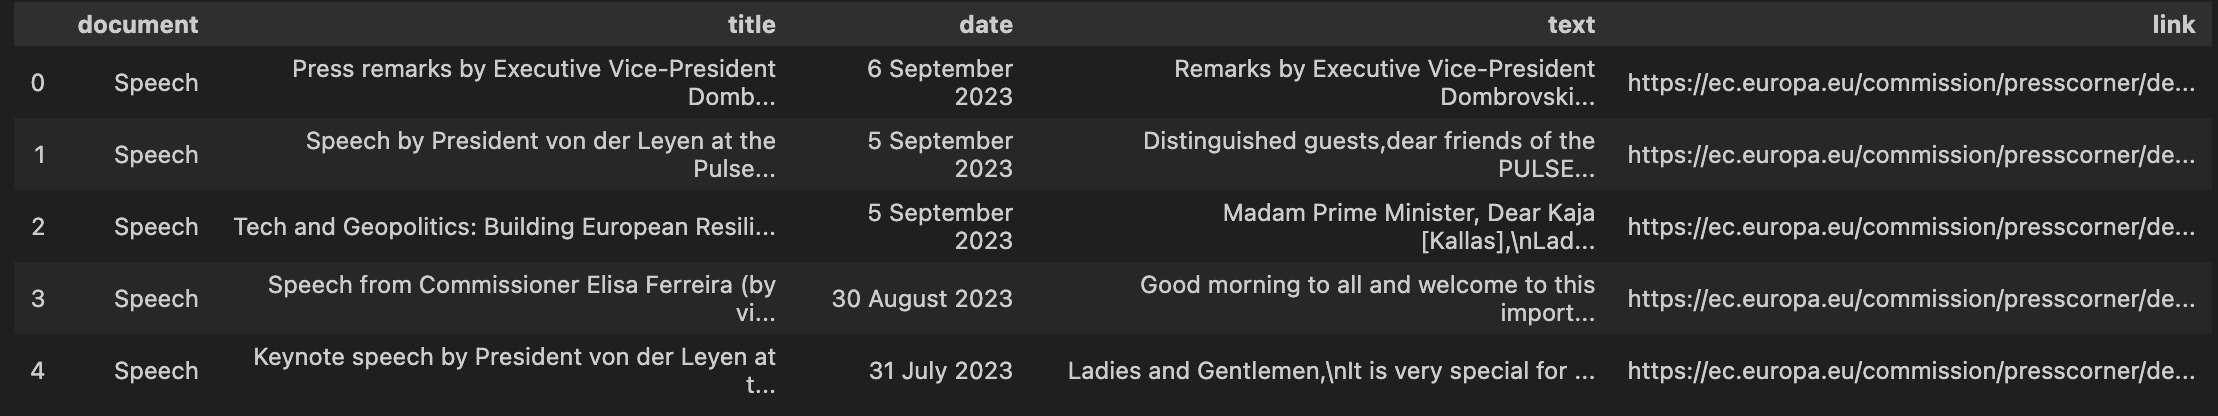 document title date text link
0 Speech Press remarks by Executive Vice-President Domb... 6 September 2023 Remarks by Executive Vice-President Dombrovski... https://ec.europa.eu/commission/presscorner/de...
1 Speech Speech by President von der Leyen at the Pulse... 5 September 2023 Distinguished guests,dear friends of the PULSE... https://ec.europa.eu/commission/presscorner/de...
2 Speech Tech and Geopolitics: Building European Resili... 5 September 2023 Madam Prime Minister, Dear Kaja [Kallas],\nLad... https://ec.europa.eu/commission/presscorner/de...
3 Speech Speech from Commissioner Elisa Ferreira (by vi... 30 August 2023 Good morning to all and welcome to this import... https://ec.europa.eu/commission/presscorner/de...
4 Speech Keynote speech by President von der Leyen at t... 31 July 2023 Ladies and Gentlemen,\nIt is very special for ... https://ec.europa.eu/commission/presscorner/de...